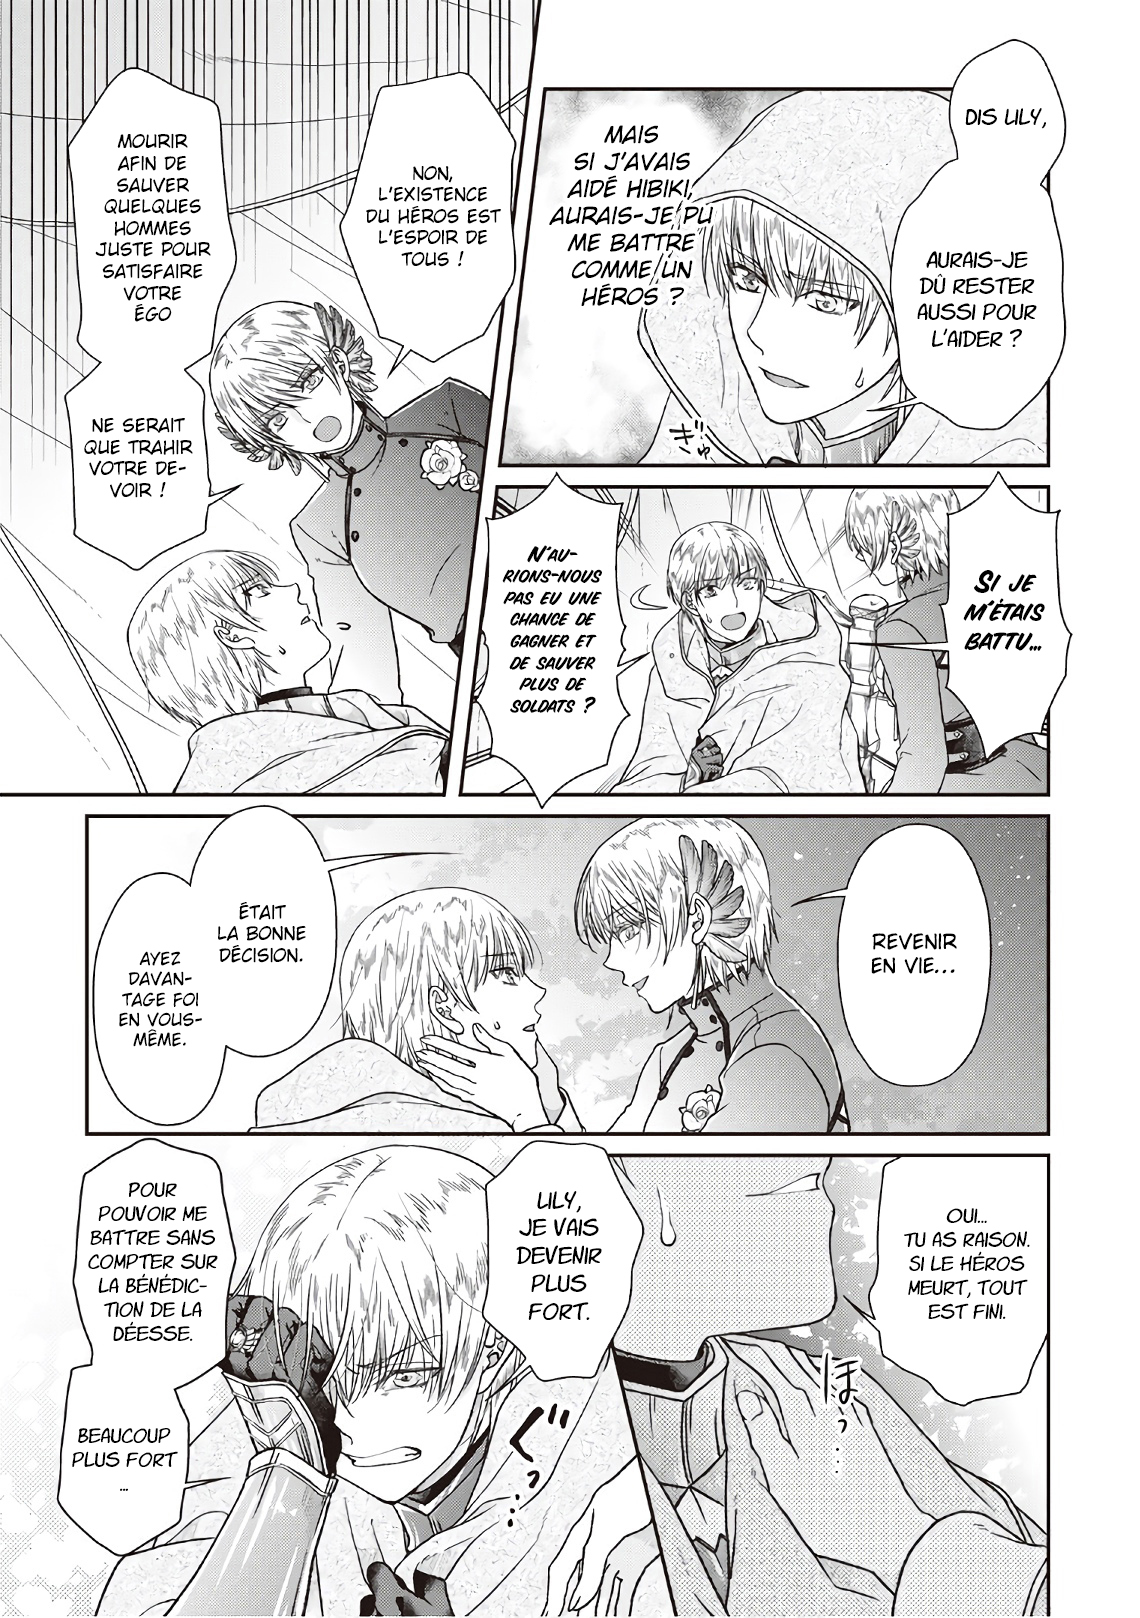 DIS LILY,
AURAIS-JE
DÛ RESTER
AUSSI POUR
L'AIDER ?
MAIS
SI J'AVAIS
AIDÉ HIBIKI,
AURAIS-JE PU
ME BATTRE
COMME UN
HÉROS ?
ぎゅ
SI JE
M'ÉTAIS
BATTU...
N'AU-
RIONS-NOUS
PAS EU UNE
CHANCE DE
GAGNER ET
DE SAUVER
PLUS DE
SOLDATS ?
NON,
L'EXISTENCE
DU HÉROS EST
L'ESPOIR DE
TOUS !
MOURIR
AFIN DE
SAUVER
QUELQUES
HOMMES
JUSTE POUR
SATISFAIRE
VOTRE
ÉGO
NE SERAIT
QUE TRAHIR
VOTRE DE-
VOIR !
REVENIR
EN VIE...
ÉTAIT
LA BONNE
DÉCISION.
AYEZ
DAVAN-
TAGE FOI
EN VOUS-
MÊME.
OUI...
TU AS RAISON.
SI LE HÉROS
MEURT, TOUT
EST FINI.
ほっ
LILY,
JE VAIS
DEVENIR
PLUS
FORT.
ぐっ
POUR
POUVOIR ME
BATTRE SANS
COMPTER SUR
LA BÉNÉDIC-
TION DE LA
DÉESSE.
BEAUCOUP
PLUS FORT
...